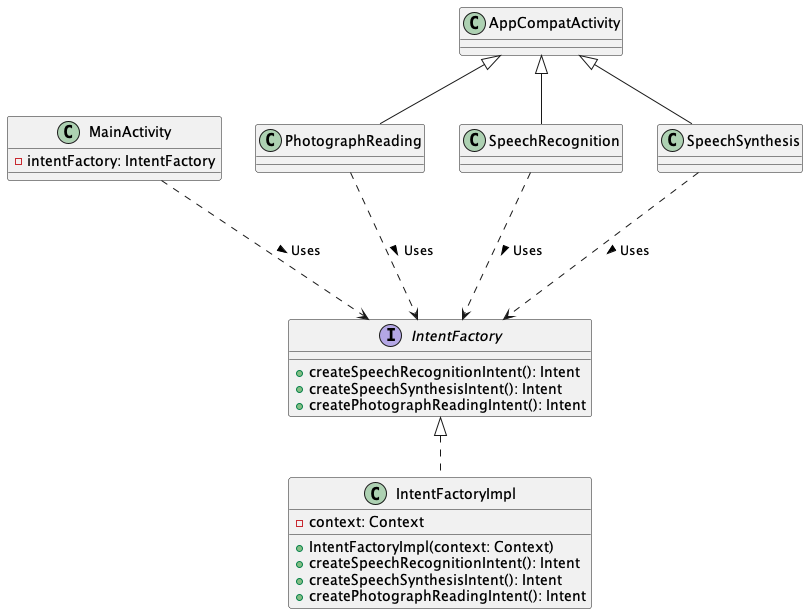 C AppCompatActivity
C MainActivity
intentFactory: IntentFactory
C PhotographReading
C SpeechRecognition
C SpeechSynthesis
Uses
Uses
Uses
Uses
I IntentFactory
createSpeechRecognitionIntent(): Intent
createSpeechSynthesisIntent(): Intent
createPhotographReadingIntent(): Intent
C IntentFactoryImpl
context: Context
IntentFactoryImpl(context: Context)
createSpeechRecognitionIntent(): Intent
createSpeechSynthesisIntent(): Intent
createPhotographReadingIntent(): Intent